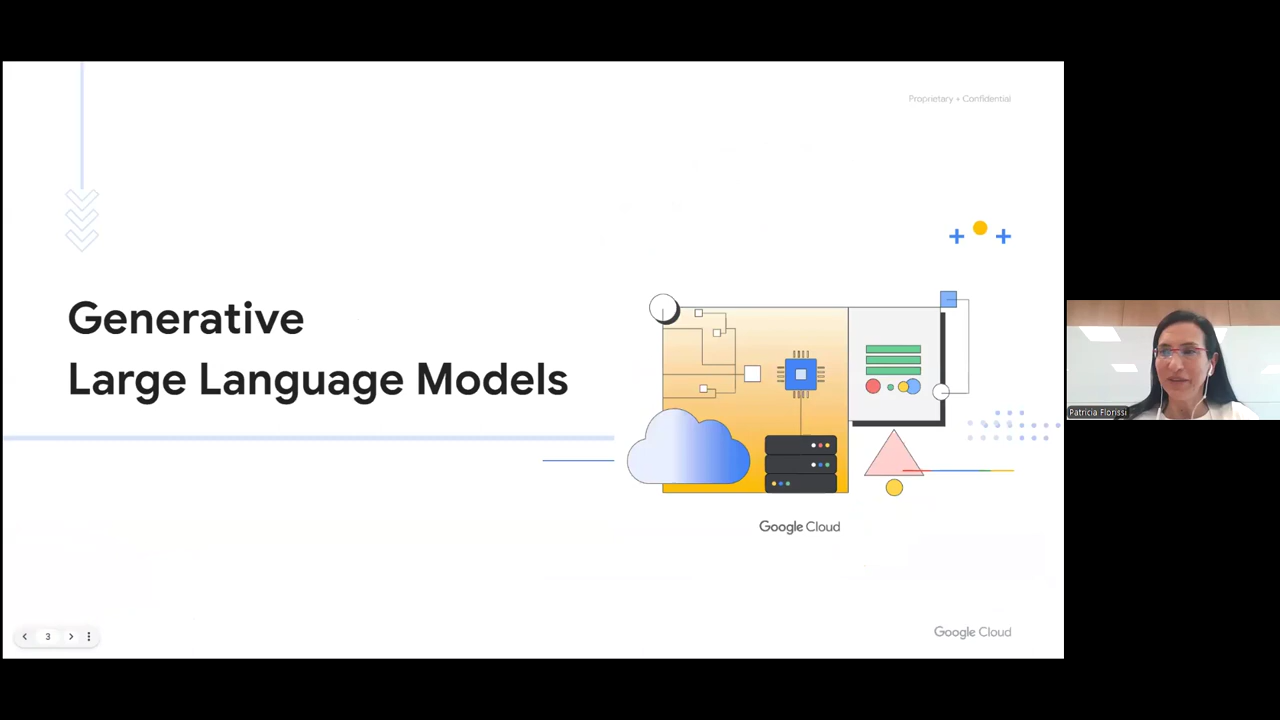 Proprietary + Confidential
Generative
Large Language Models
Google Cloud
Google Cloud
3
Patricia Florissi